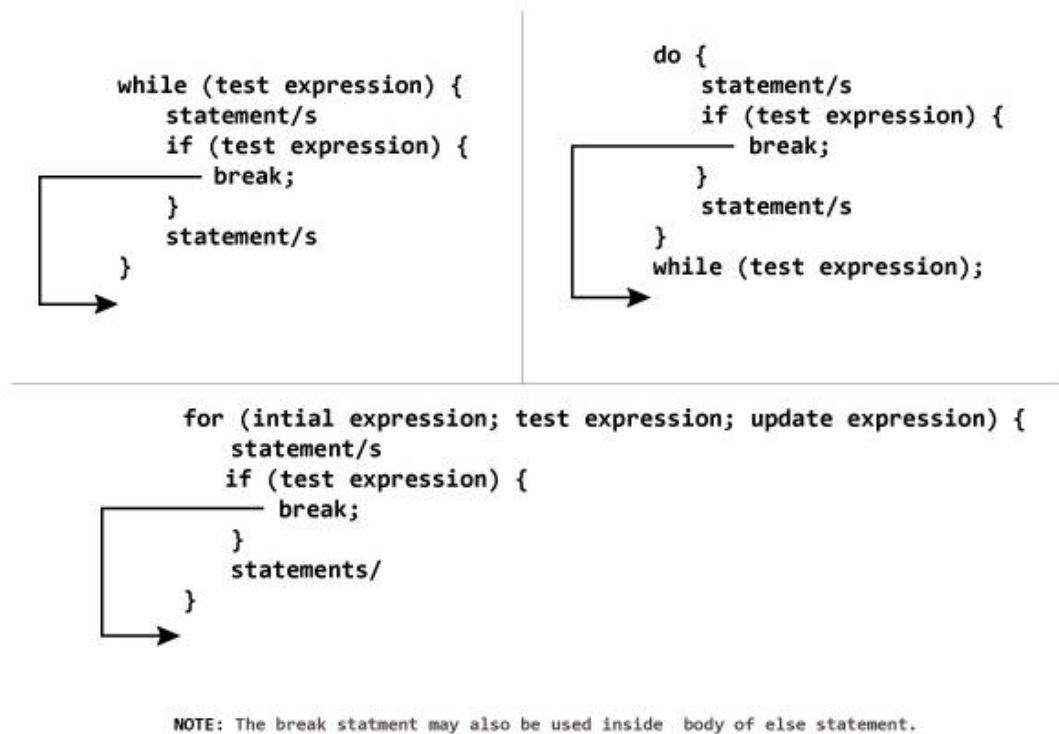 while (test expression) {
statement/s
if (test expression) {
break;
}
statement/s
}
do {
statement/s
if (test expression) {
break;
}
statement/s
}
while (test expression);
for (intial expression; test expression; update expression) {
statement/s
if (test expression) {
break;
}
statements/
}
NOTE: The break statment may also be used inside body of else statement.